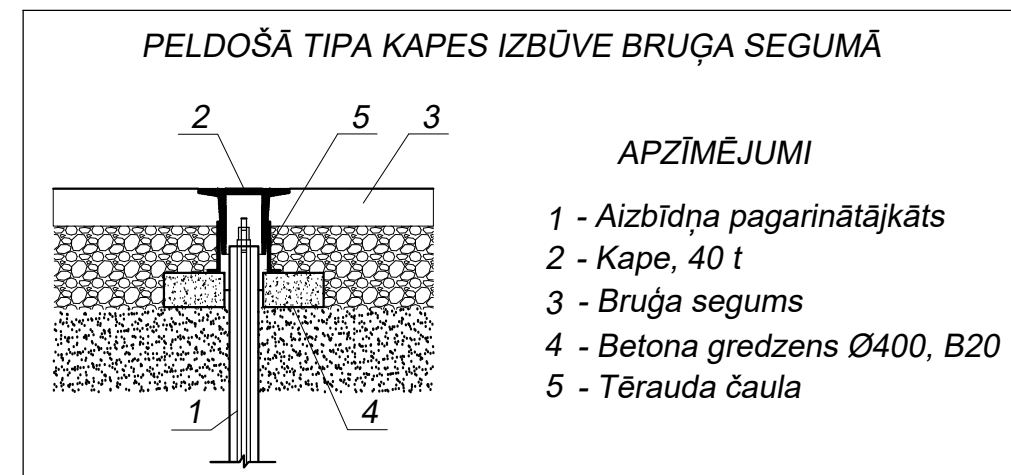 PELDOŠĀ TIPA KAPES IZBŪVE BRUĢA SEGUMĀ
2 5 3
APZĪMĒJUMI
1 - Aizbīdņa pagarinātājkāts
2 - Kape, 40 t
3 - Bruģa segums
4 - Betona gredzens Ø400, B20
5 - Tērauda čaula
1 4